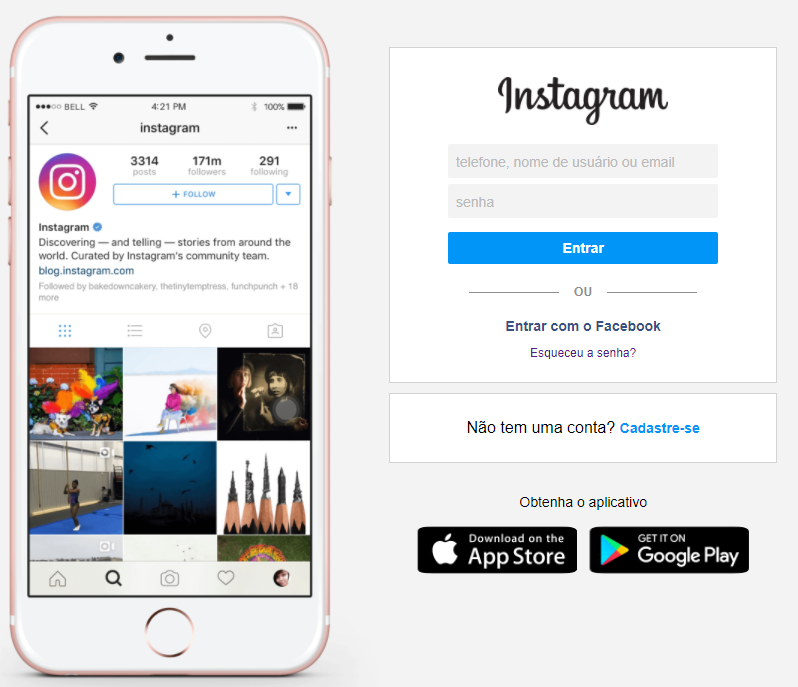 BELL 4:21 PM 100%
instagram
3314 171m 291
posts followers following
+ FOLLOW
Instagram
Discovering — and telling — stories from around the
world. Curated by Instagram's community team.
blog.instagram.com
Followed by bakedowncakery, thetinytemptress, funchpunch + 18
more
Instagram
telefone, nome de usuário ou email
senha
Entrar
OU
Entrar com o Facebook
Esqueceu a senha?
Não tem uma conta? Cadastre-se
Obtenha o aplicativo
Download on the
App Store
GET IT ON
Google Play